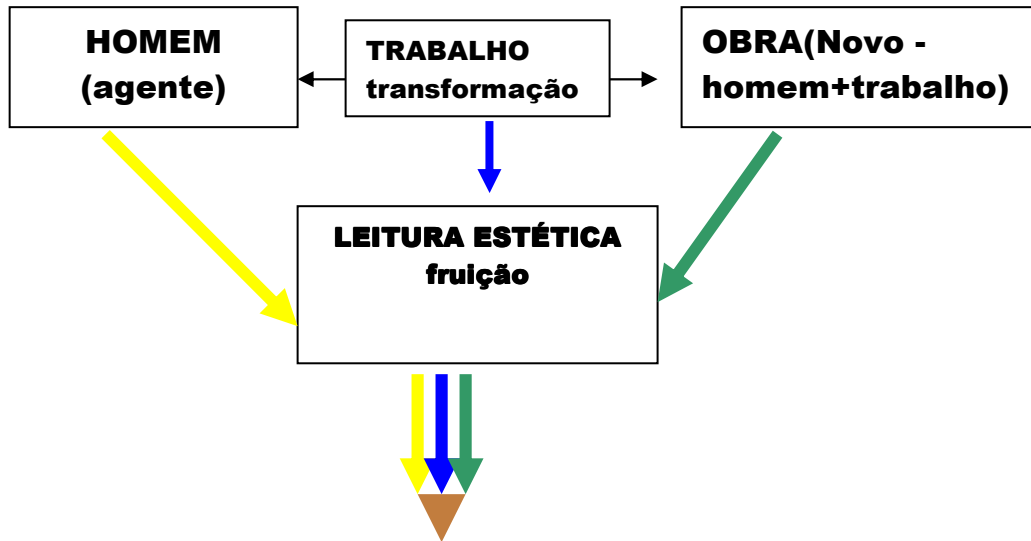 HOMEM
(agente)
TRABALHO
transformação
OBRA(Novo -
homem+trabalho)
LEITURA ESTÉTICA
fruição